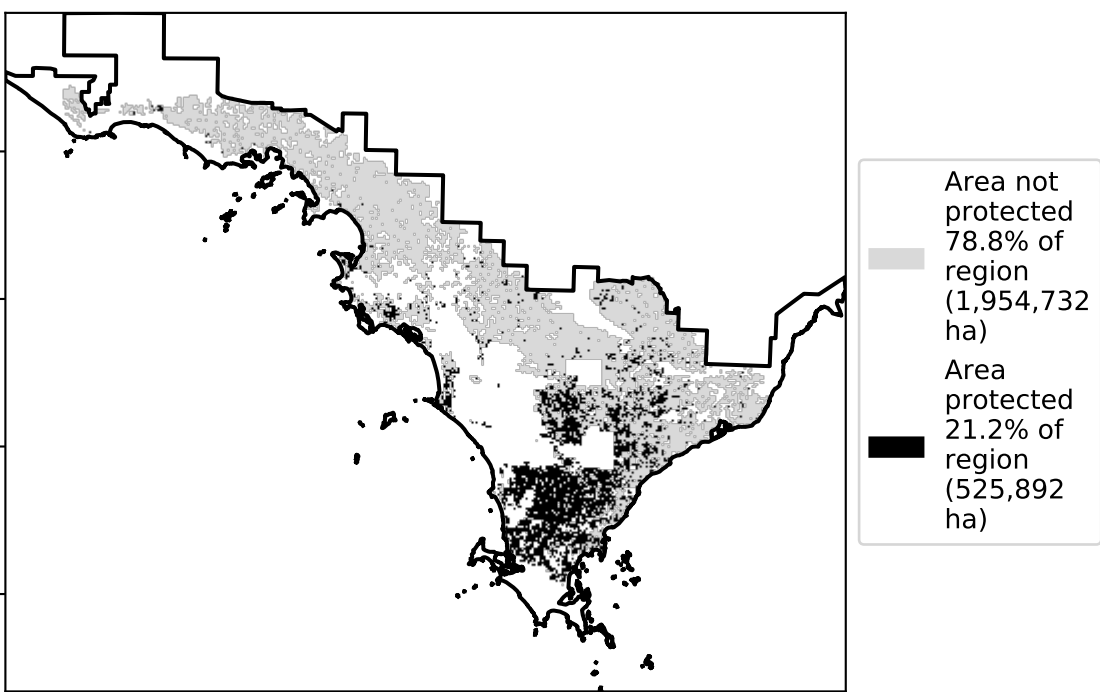 Area not
protected
78.8% of
region
(1,954,732
ha)
Area
protected
21.2% of
region
(525,892
ha)